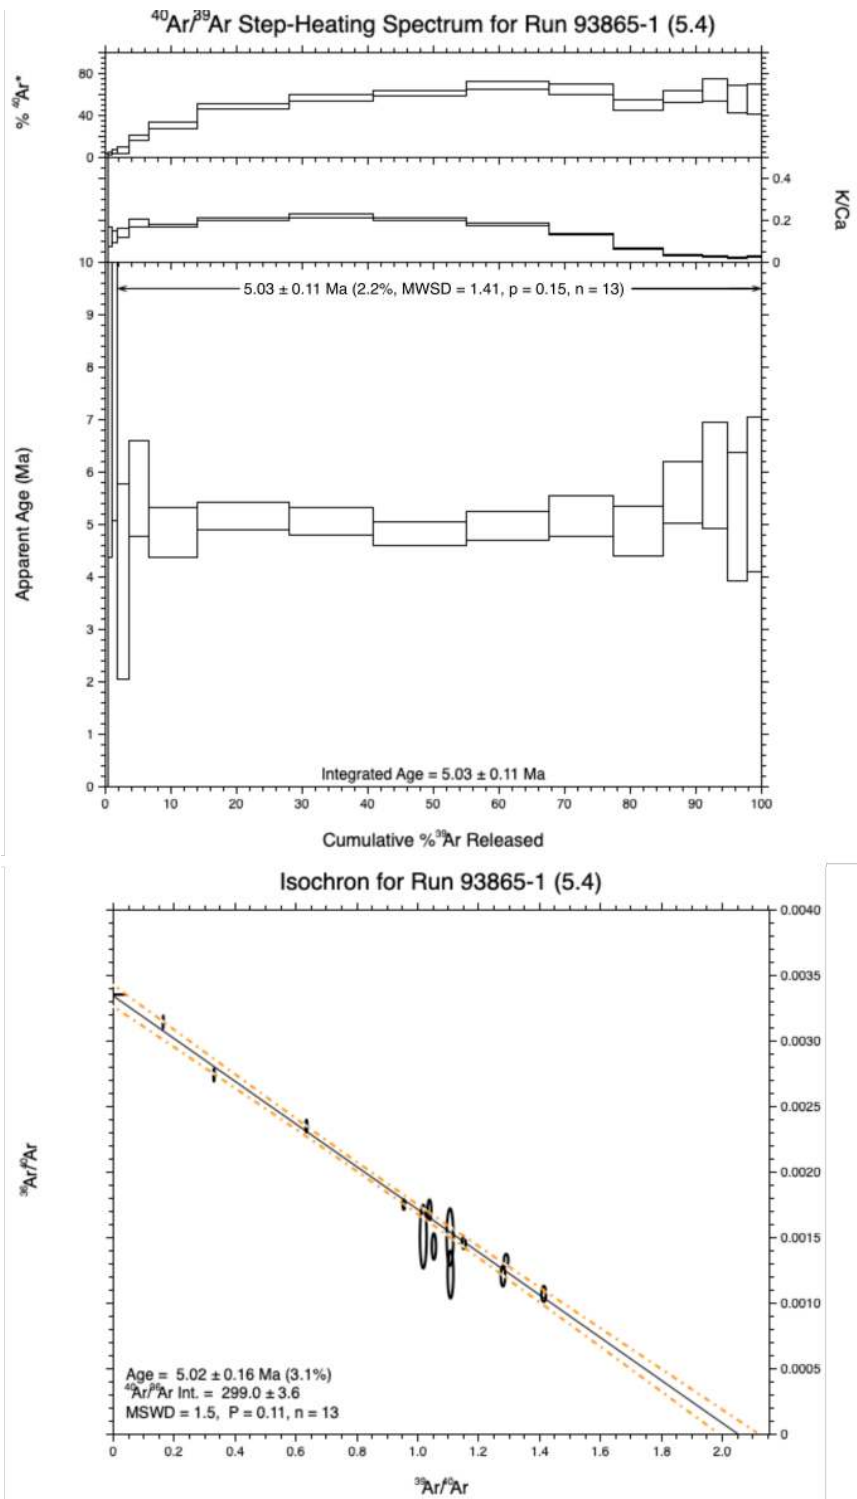 ⁴⁰Ar/³⁹Ar Step-Heating Spectrum for Run 93865-1 (5.4)
% ⁴⁰Ar*
80
40
0
K/Ca
0.4
0.2
0
5.03 ± 0.11 Ma (2.2%, MWSD = 1.41, p = 0.15, n = 13)
Apparent Age (Ma)
10
9
8
7
6
5
4
3
2
1
0
Integrated Age = 5.03 ± 0.11 Ma
0 10 20 30 40 50 60 70 80 90 100
Cumulative %³⁹Ar Released
Isochron for Run 93865-1 (5.4)
0.0040
0.0035
0.0030
0.0025
0.0020
0.0015
0.0010
0.0005
0
³⁶Ar/⁴⁰Ar
Age = 5.02 ± 0.16 Ma (3.1%)
⁴⁰Ar/³⁶Ar Int. = 299.0 ± 3.6
MSWD = 1.5, P = 0.11, n = 13
0 0.2 0.4 0.6 0.8 1.0 1.2 1.4 1.6 1.8 2.0
³⁹Ar/⁴⁰Ar